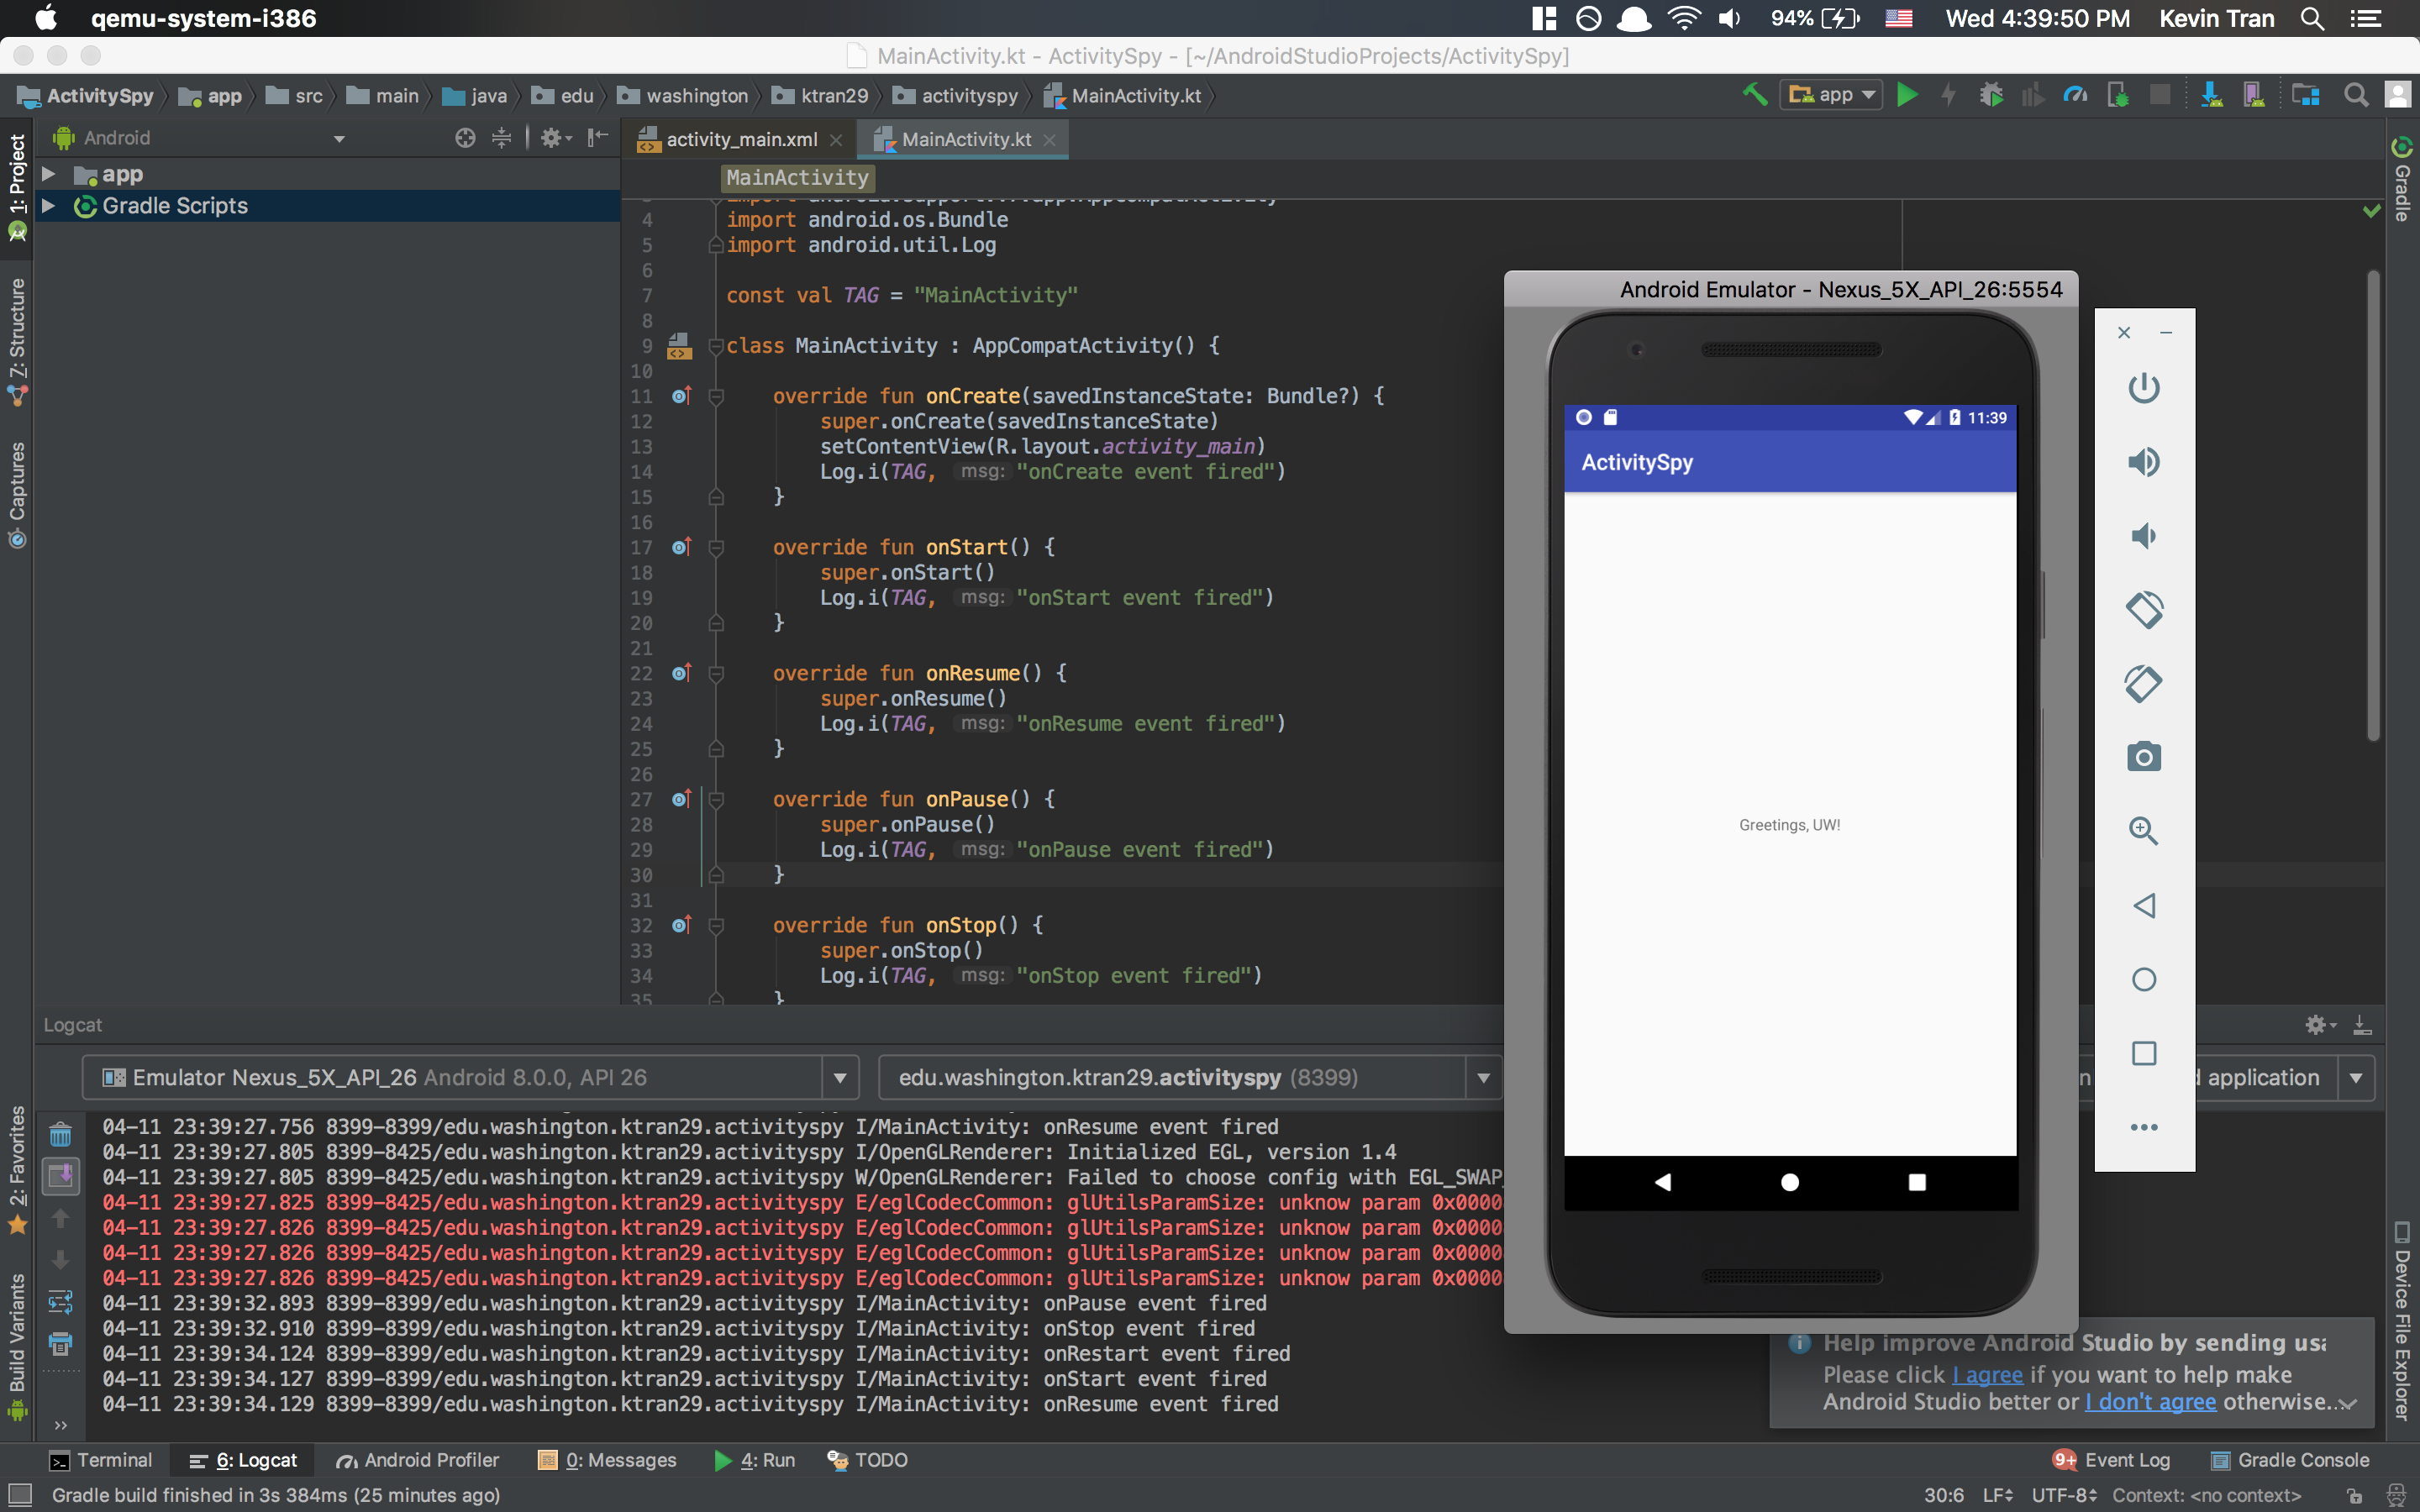 qemu-system-i386
94%
Wed 4:39:50 PM
Kevin Tran
MainActivity.kt - ActivitySpy - [~/AndroidStudioProjects/ActivitySpy]
ActivitySpy
app
src
main
java
edu
washington
ktran29
activityspy
MainActivity.kt
app
Android
app
Gradle Scripts
1: Project
7: Structure
Captures
2: Favorites
Build Variants
activity_main.xml
MainActivity.kt
MainActivity
4 import android.os.Bundle
5 import android.util.Log
6
7 const val TAG = "MainActivity"
8
9 class MainActivity : AppCompatActivity() {
10
11 override fun onCreate(savedInstanceState: Bundle?) {
12 super.onCreate(savedInstanceState)
13 setContentView(R.layout.activity_main)
14 Log.i(TAG, msg: "onCreate event fired")
15 }
16
17 override fun onStart() {
18 super.onStart()
19 Log.i(TAG, msg: "onStart event fired")
20 }
21
22 override fun onResume() {
23 super.onResume()
24 Log.i(TAG, msg: "onResume event fired")
25 }
26
27 override fun onPause() {
28 super.onPause()
29 Log.i(TAG, msg: "onPause event fired")
30 }
31
32 override fun onStop() {
33 super.onStop()
34 Log.i(TAG, msg: "onStop event fired")
35 }
Android Emulator - Nexus_5X_API_26:5554
11:39
ActivitySpy
Greetings, UW!
Gradle
Device File Explorer
Logcat
Emulator Nexus_5X_API_26 Android 8.0.0, API 26
edu.washington.ktran29.activityspy (8399)
application
04-11 23:39:27.756 8399-8399/edu.washington.ktran29.activityspy I/MainActivity: onResume event fired
04-11 23:39:27.805 8399-8425/edu.washington.ktran29.activityspy I/OpenGLRenderer: Initialized EGL, version 1.4
04-11 23:39:27.805 8399-8425/edu.washington.ktran29.activityspy W/OpenGLRenderer: Failed to choose config with EGL_SWAP_
04-11 23:39:27.825 8399-8425/edu.washington.ktran29.activityspy E/eglCodecCommon: glUtilsParamSize: unknow param 0x0000
04-11 23:39:27.826 8399-8425/edu.washington.ktran29.activityspy E/eglCodecCommon: glUtilsParamSize: unknow param 0x0000
04-11 23:39:27.826 8399-8425/edu.washington.ktran29.activityspy E/eglCodecCommon: glUtilsParamSize: unknow param 0x0000
04-11 23:39:27.826 8399-8425/edu.washington.ktran29.activityspy E/eglCodecCommon: glUtilsParamSize: unknow param 0x0000
04-11 23:39:32.893 8399-8399/edu.washington.ktran29.activityspy I/MainActivity: onPause event fired
04-11 23:39:32.910 8399-8399/edu.washington.ktran29.activityspy I/MainActivity: onStop event fired
04-11 23:39:34.124 8399-8399/edu.washington.ktran29.activityspy I/MainActivity: onRestart event fired
04-11 23:39:34.127 8399-8399/edu.washington.ktran29.activityspy I/MainActivity: onStart event fired
04-11 23:39:34.129 8399-8399/edu.washington.ktran29.activityspy I/MainActivity: onResume event fired
Help improve Android Studio by sending usa
Please click I agree if you want to help make
Android Studio better or I don't agree otherwise...
Terminal
6: Logcat
Android Profiler
0: Messages
4: Run
TODO
9+ Event Log
Gradle Console
Gradle build finished in 3s 384ms (25 minutes ago)
30:6
LF
UTF-8
Context: <no context>